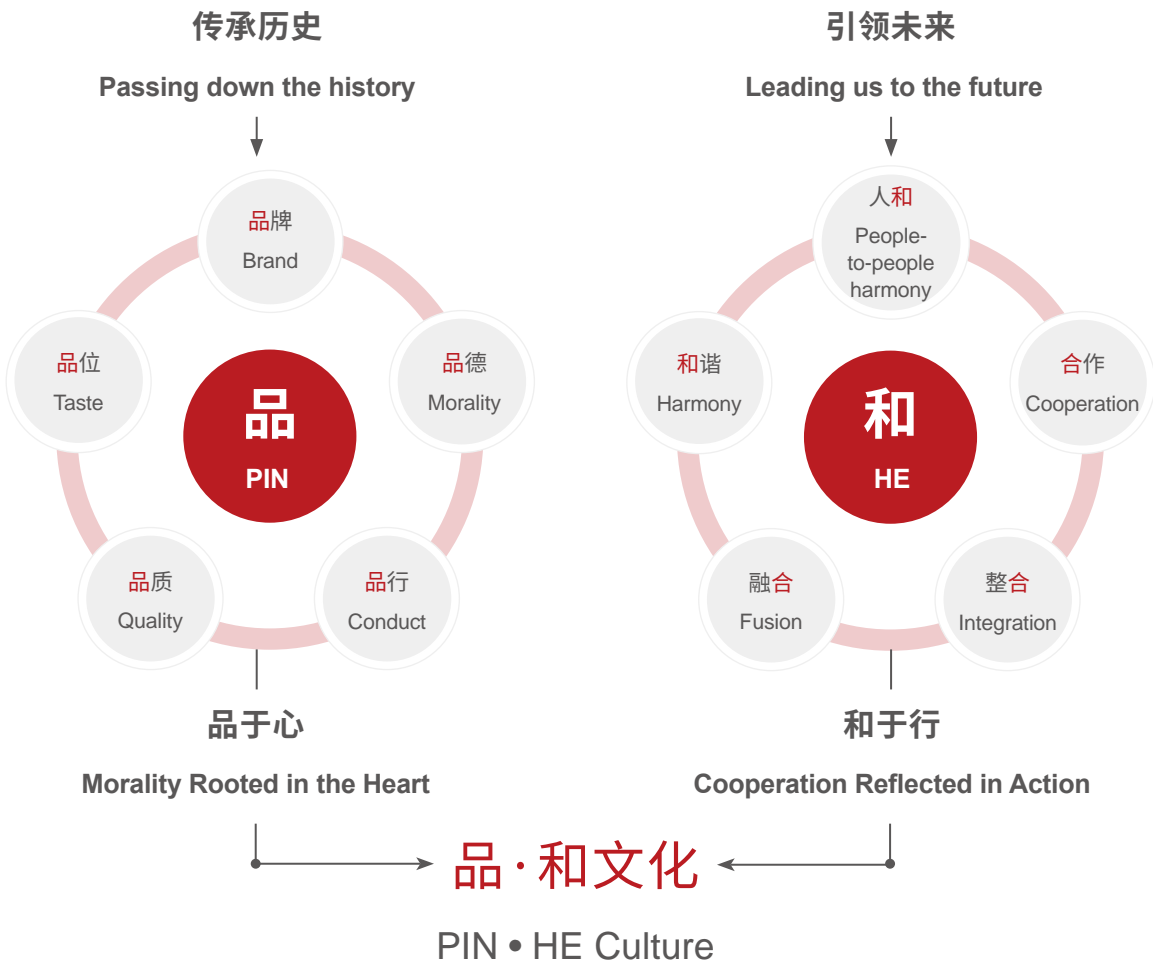 传承历史
Passing down the history
品牌
Brand
品位
Taste
品德
Morality
品
PIN
品质
Quality
品行
Conduct
品于心
Morality Rooted in the Heart
引领未来
Leading us to the future
人和
People-
to-people
harmony
和谐
Harmony
合作
Cooperation
和
HE
融合
Fusion
整合
Integration
和于行
Cooperation Reflected in Action
品·和文化
PIN • HE Culture